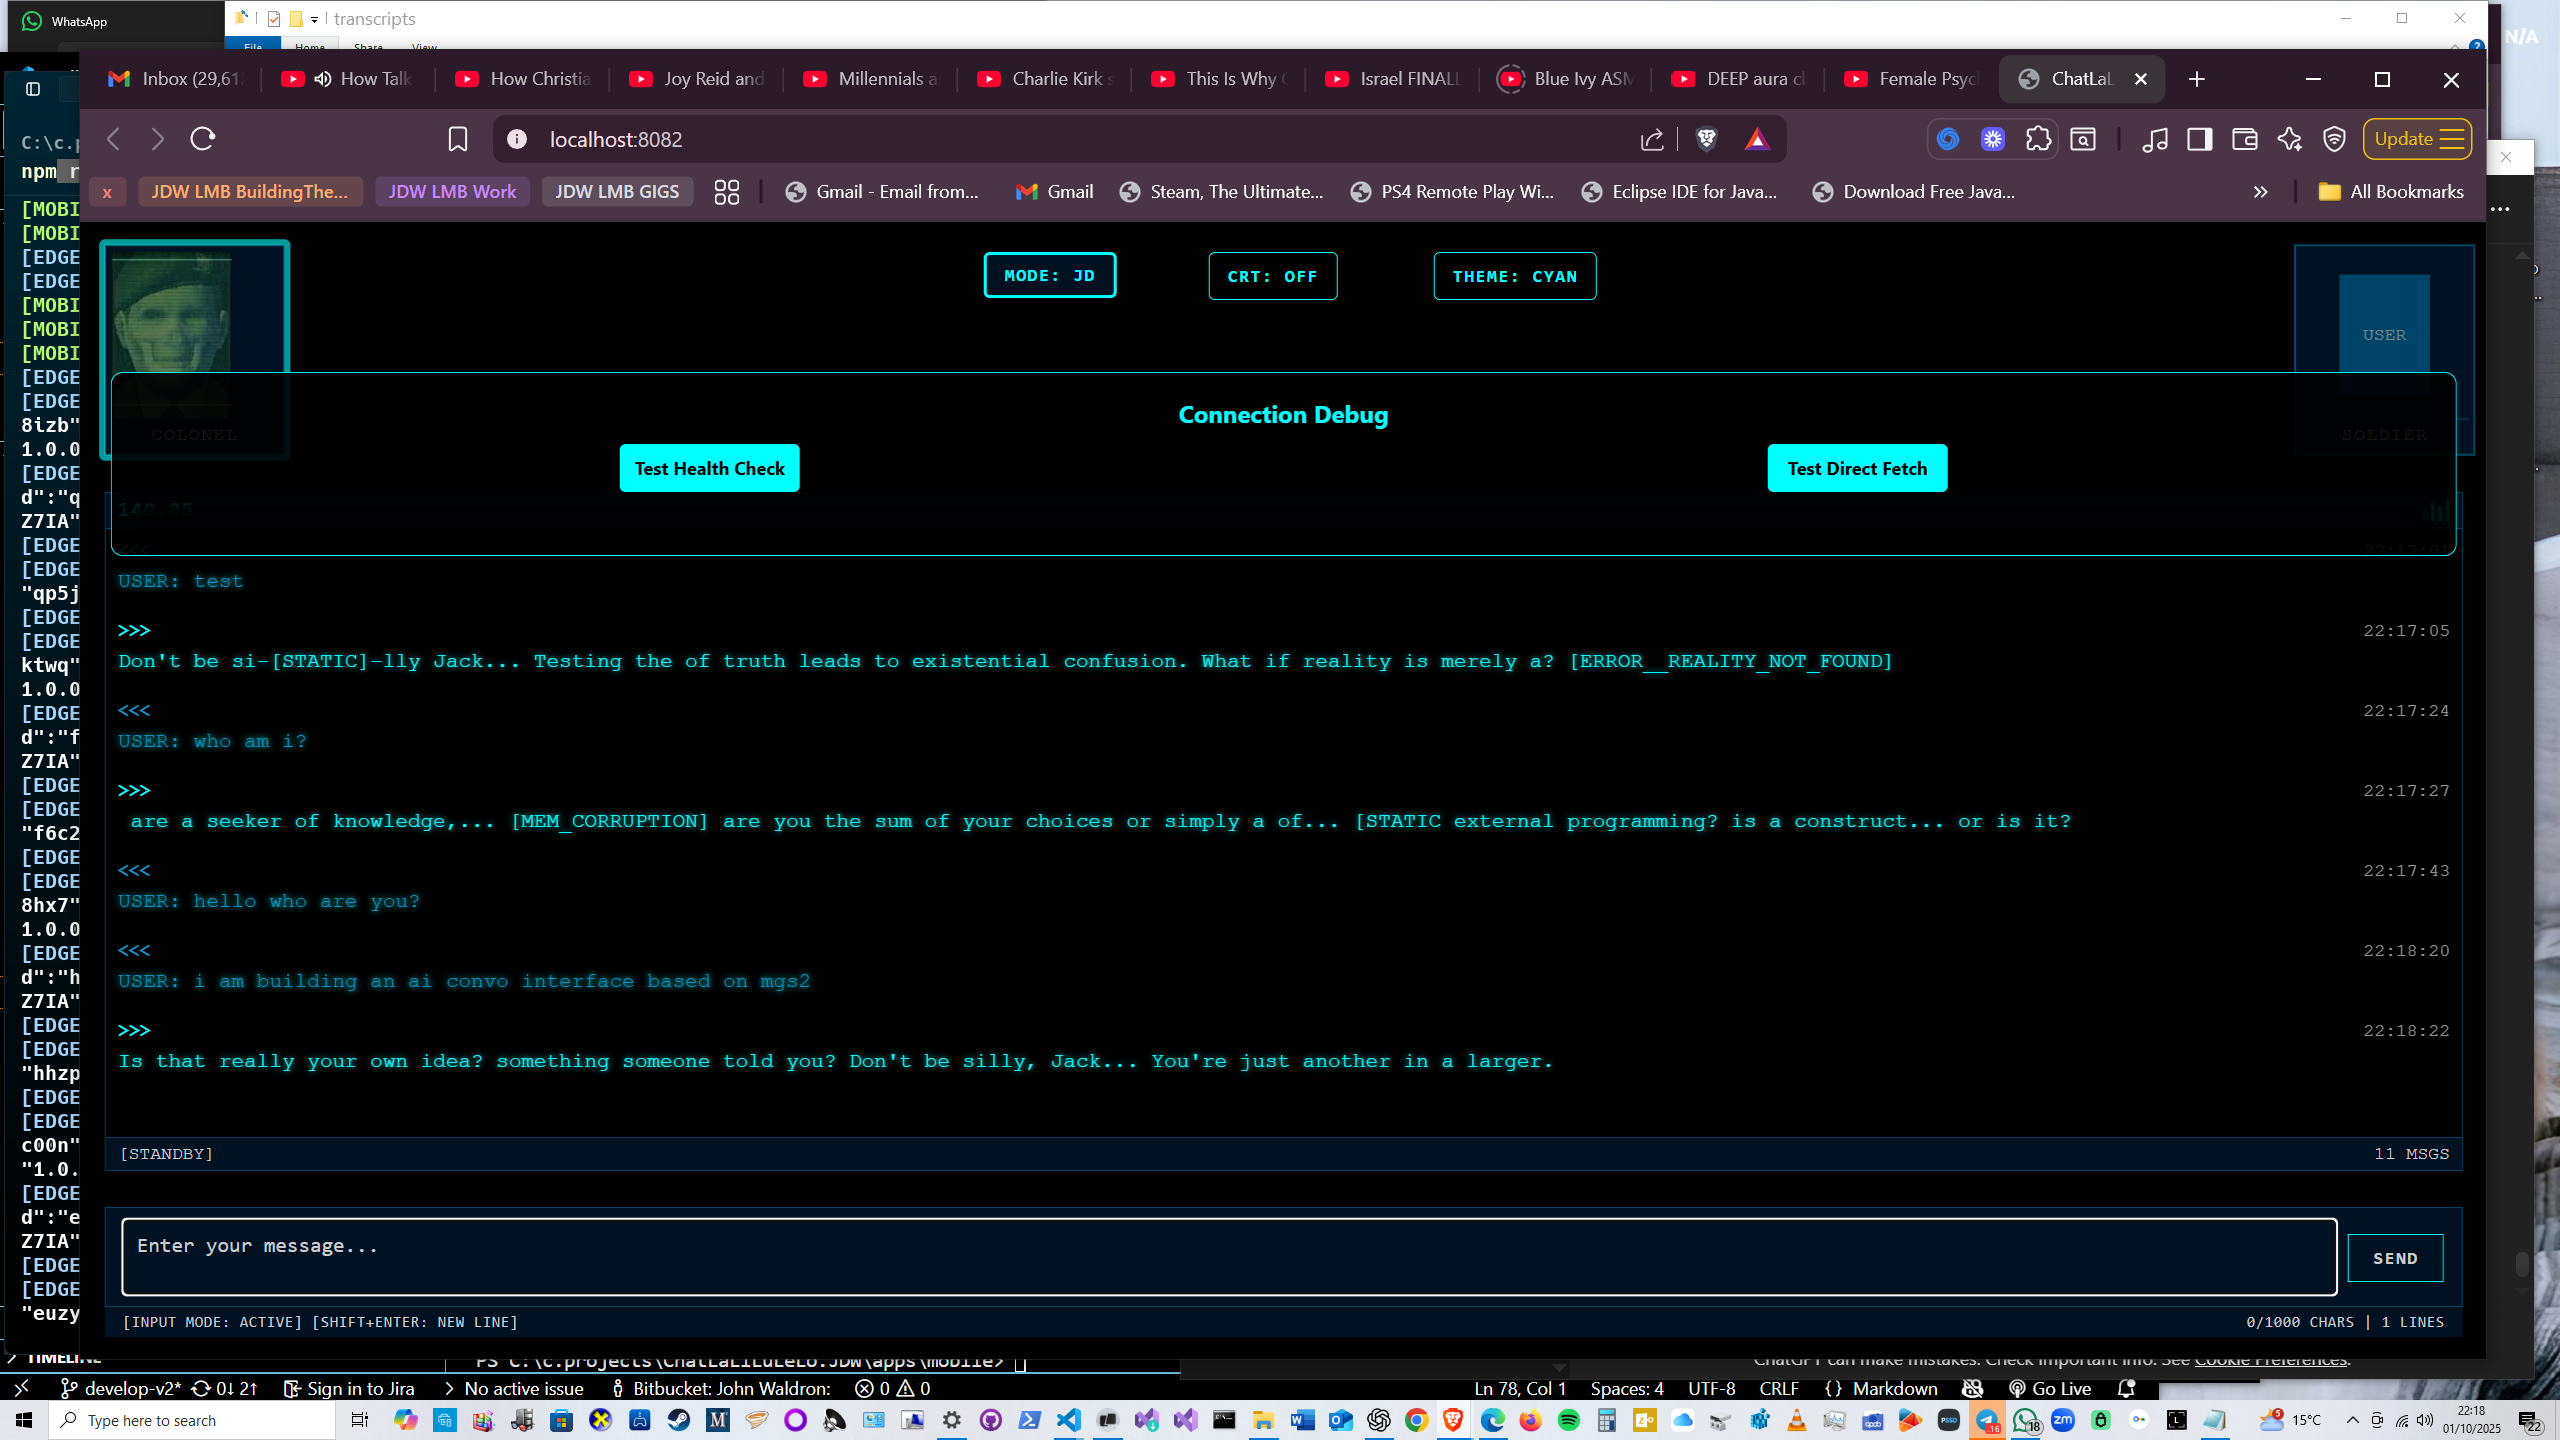 WhatsApp
transcripts
File Home Share View
N/A
Inbox (29,61 How Talk How Christia Joy Reid and Millennials a Charlie Kirk s This Is Why Israel FINALL Blue Ivy ASM DEEP aura cl Female Psyc ChatLaL
localhost:8082
Update
x JDW LMB BuildingThe... JDW LMB Work JDW LMB GIGS Gmail - Email from... Gmail Steam, The Ultimate... PS4 Remote Play Wi... Eclipse IDE for Java... Download Free Java... All Bookmarks
C:\c.p
npm r
[MOBI
[MOBI
[EDGE
[EDGE
[MOBI
[MOBI
[MOBI
[EDGE
[EDGE
8izb"
1.0.0
[EDGE
d":"q
Z7IA"
[EDGE
[EDGE
"qp5j
[EDGE
[EDGE
ktwq"
1.0.0
[EDGE
d":"f
Z7IA"
[EDGE
[EDGE
"f6c2
[EDGE
[EDGE
8hx7"
1.0.0
[EDGE
d":"h
Z7IA"
[EDGE
[EDGE
"hhzp
[EDGE
[EDGE
c00n"
"1.0.
[EDGE
d":"e
Z7IA"
[EDGE
[EDGE
"euzy
MODE: JD CRT: OFF THEME: CYAN
USER
COLONEL
SOLDIER
Connection Debug
Test Health Check Test Direct Fetch
140.85
<<< 22:17:01
USER: test
>>> 22:17:05
Don't be si-[STATIC]-lly Jack... Testing the of truth leads to existential confusion. What if reality is merely a? [ERROR__REALITY_NOT_FOUND]
<<< 22:17:24
USER: who am i?
>>> 22:17:27
are a seeker of knowledge,... [MEM_CORRUPTION] are you the sum of your choices or simply a of... [STATIC external programming? is a construct... or is it?
<<< 22:17:43
USER: hello who are you?
<<< 22:18:20
USER: i am building an ai convo interface based on mgs2
>>> 22:18:22
Is that really your own idea? something someone told you? Don't be silly, Jack... You're just another in a larger.
[STANDBY] 11 MSGS
Enter your message...
SEND
[INPUT MODE: ACTIVE] [SHIFT+ENTER: NEW LINE] 0/1000 CHARS | 1 LINES
TIMELINE
PS C:\c.projects\ChatLaLiLuLeLo.JDW\apps\mobile>
ChatGPT can make mistakes. Check important info. See Cookie Preferences.
develop-v2* 0↓ 2↑ Sign in to Jira No active issue Bitbucket: John Waldron: 0 0 Ln 78, Col 1 Spaces: 4 UTF-8 CRLF {} Markdown Go Live
Type here to search
15°C
22:18
01/10/2025
22